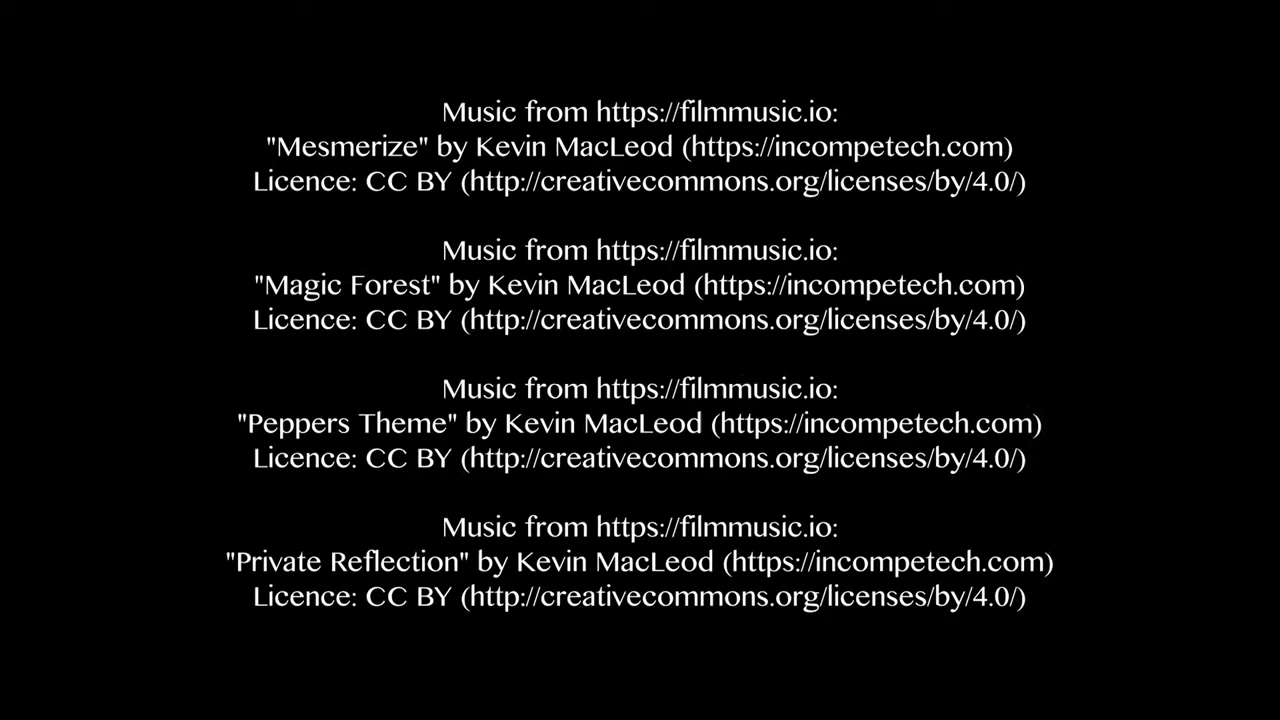 Music from https://filmmusic.io:
"Mesmerize" by Kevin MacLeod (https://incompetech.com)
Licence: CC BY (http://creativecommons.org/licenses/by/4.0/)
Music from https://filmmusic.io:
"Magic Forest" by Kevin MacLeod (https://incompetech.com)
Licence: CC BY (http://creativecommons.org/licenses/by/4.0/)
Music from https://filmmusic.io:
"Peppers Theme" by Kevin MacLeod (https://incompetech.com)
Licence: CC BY (http://creativecommons.org/licenses/by/4.0/)
Music from https://filmmusic.io:
"Private Reflection" by Kevin MacLeod (https://incompetech.com)
Licence: CC BY (http://creativecommons.org/licenses/by/4.0/)